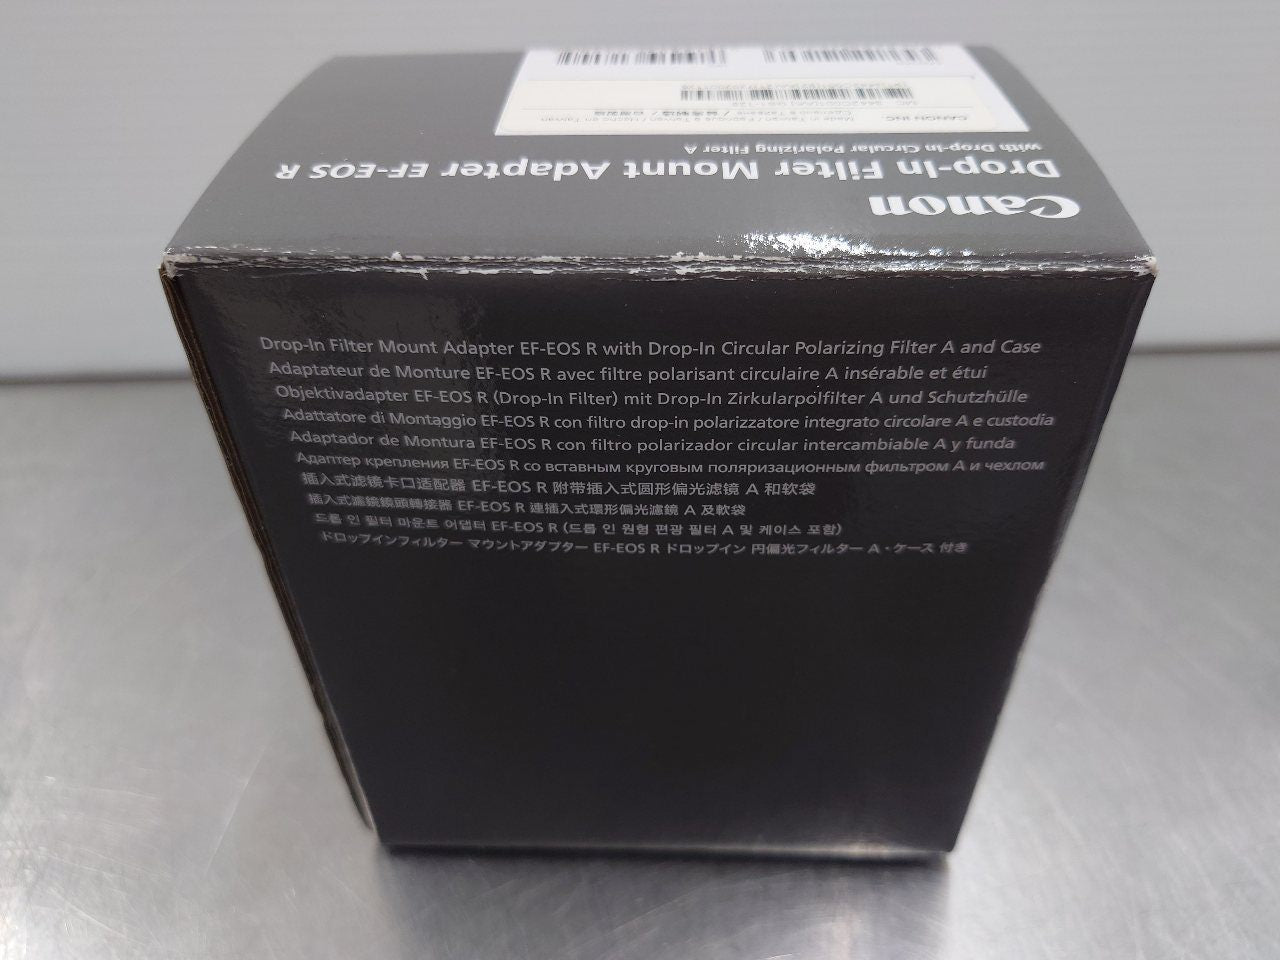 Canon
Drop-In Filter Mount Adapter EF-EOS R
with Drop-In Circular Polarizing Filter A
CANON INC.
Made in Taiwan / Fabriqué à Taïwan / Hecho en Taiwán
Drop-In Filter Mount Adapter EF-EOS R with Drop-In Circular Polarizing Filter A and Case
Adaptateur de Monture EF-EOS R avec filtre polarisant circulaire A insérable et étui
Objektivadapter EF-EOS R (Drop-In Filter) mit Drop-In Zirkularpolfilter A und Schutzhülle
Adattatore di Montaggio EF-EOS R con filtro drop-in polarizzatore integrato circolare A e custodia
Adaptador de Montura EF-EOS R con filtro polarizador circular intercambiable A y funda
Адаптер крепления EF-EOS R со вставным круговым поляризационным фильтром А и чехлом
插入式滤镜卡口适配器 EF-EOS R 附带插入式圆形偏光滤镜 A 和软袋
插入式濾鏡鏡頭轉接器 EF-EOS R 連插入式環形偏光濾鏡 A 及軟袋
드롭 인 필터 마운트 어댑터 EF-EOS R (드롭 인 원형 편광 필터 A 및 케이스 포함)
ドロップインフィルター マウントアダプター EF-EOS R ドロップイン 円偏光フィルター A・ケース 付き